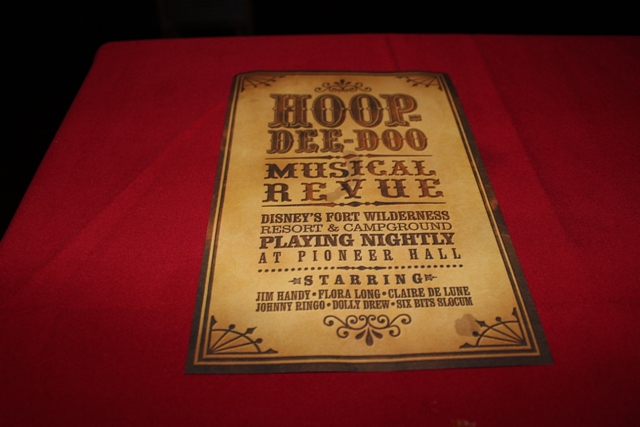 HOOP-
DEE-DOO
MUSICAL
REVUE
DISNEY'S FORT WILDERNESS
RESORT & CAMPGROUND
PLAYING NIGHTLY
AT PIONEER HALL
STARRING
JIM HANDY • FLORA LONG • CLAIRE DE LUNE
JOHNNY RINGO • DOLLY DREW • SIX BITS SLOCUM